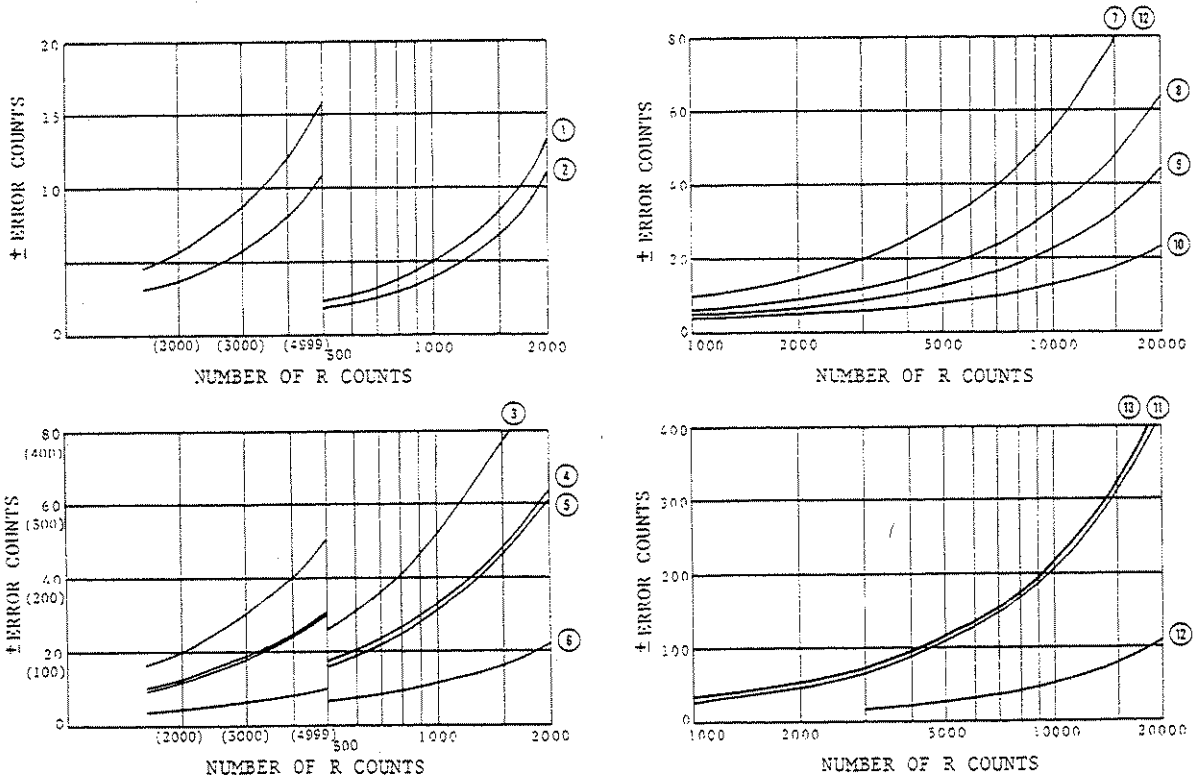 20
15
10
0
± ERROR COUNTS
(2000) (3000) (4999) 500 1000 2000
NUMBER OF R COUNTS
1
2
80
60
40
20
0
± ERROR COUNTS
1000 2000 5000 10000 20000
NUMBER OF R COUNTS
7 12
8
9
10
80
(400)
60
(300)
40
(200)
20
(100)
0
± ERROR COUNTS
(2000) (3000) (4999) 500 1000 2000
NUMBER OF R COUNTS
3
4
5
6
400
300
200
100
0
± ERROR COUNTS
1000 2000 5000 10000 20000
NUMBER OF R COUNTS
13 11
12